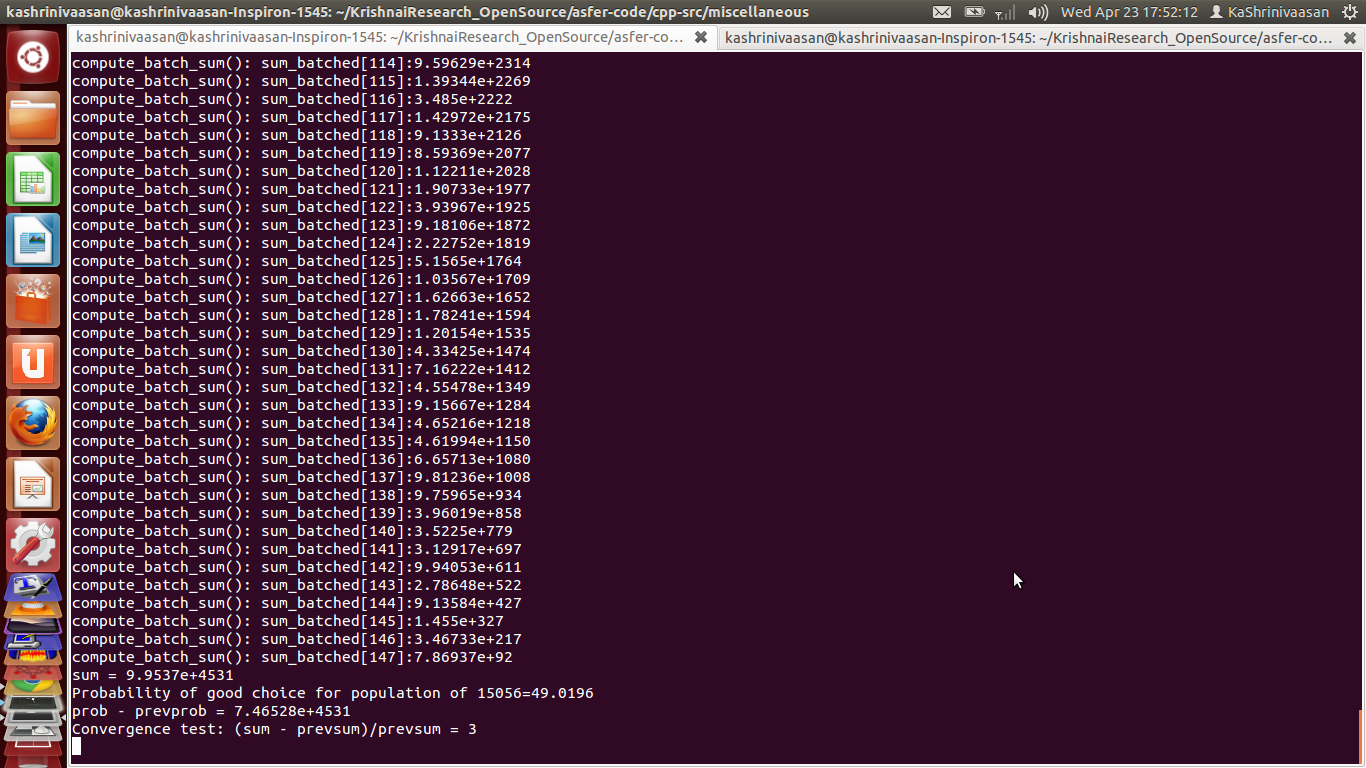 kashrinivaasan@kashrinivaasan-Inspiron-1545: ~/KrishnaiResearch_OpenSource/asfer-code/cpp-src/miscellaneous
Wed Apr 23 17:52:12
KaShrinivaasan
kashrinivaasan@kashrinivaasan-Inspiron-1545: ~/KrishnaiResearch_OpenSource/asfer-co...
kashrinivaasan@kashrinivaasan-Inspiron-1545: ~/KrishnaiResearch_OpenSource/asfer-co...
compute_batch_sum(): sum_batched[114]:9.59629e+2314
compute_batch_sum(): sum_batched[115]:1.39344e+2269
compute_batch_sum(): sum_batched[116]:3.485e+2222
compute_batch_sum(): sum_batched[117]:1.42972e+2175
compute_batch_sum(): sum_batched[118]:9.1333e+2126
compute_batch_sum(): sum_batched[119]:8.59369e+2077
compute_batch_sum(): sum_batched[120]:1.12211e+2028
compute_batch_sum(): sum_batched[121]:1.90733e+1977
compute_batch_sum(): sum_batched[122]:3.93967e+1925
compute_batch_sum(): sum_batched[123]:9.18106e+1872
compute_batch_sum(): sum_batched[124]:2.22752e+1819
compute_batch_sum(): sum_batched[125]:5.1565e+1764
compute_batch_sum(): sum_batched[126]:1.03567e+1709
compute_batch_sum(): sum_batched[127]:1.62663e+1652
compute_batch_sum(): sum_batched[128]:1.78241e+1594
compute_batch_sum(): sum_batched[129]:1.20154e+1535
compute_batch_sum(): sum_batched[130]:4.33425e+1474
compute_batch_sum(): sum_batched[131]:7.16222e+1412
compute_batch_sum(): sum_batched[132]:4.55478e+1349
compute_batch_sum(): sum_batched[133]:9.15667e+1284
compute_batch_sum(): sum_batched[134]:4.65216e+1218
compute_batch_sum(): sum_batched[135]:4.61994e+1150
compute_batch_sum(): sum_batched[136]:6.65713e+1080
compute_batch_sum(): sum_batched[137]:9.81236e+1008
compute_batch_sum(): sum_batched[138]:9.75965e+934
compute_batch_sum(): sum_batched[139]:3.96019e+858
compute_batch_sum(): sum_batched[140]:3.5225e+779
compute_batch_sum(): sum_batched[141]:3.12917e+697
compute_batch_sum(): sum_batched[142]:9.94053e+611
compute_batch_sum(): sum_batched[143]:2.78648e+522
compute_batch_sum(): sum_batched[144]:9.13584e+427
compute_batch_sum(): sum_batched[145]:1.455e+327
compute_batch_sum(): sum_batched[146]:3.46733e+217
compute_batch_sum(): sum_batched[147]:7.86937e+92
sum = 9.9537e+4531
Probability of good choice for population of 15056=49.0196
prob - prevprob = 7.46528e+4531
Convergence test: (sum - prevsum)/prevsum = 3